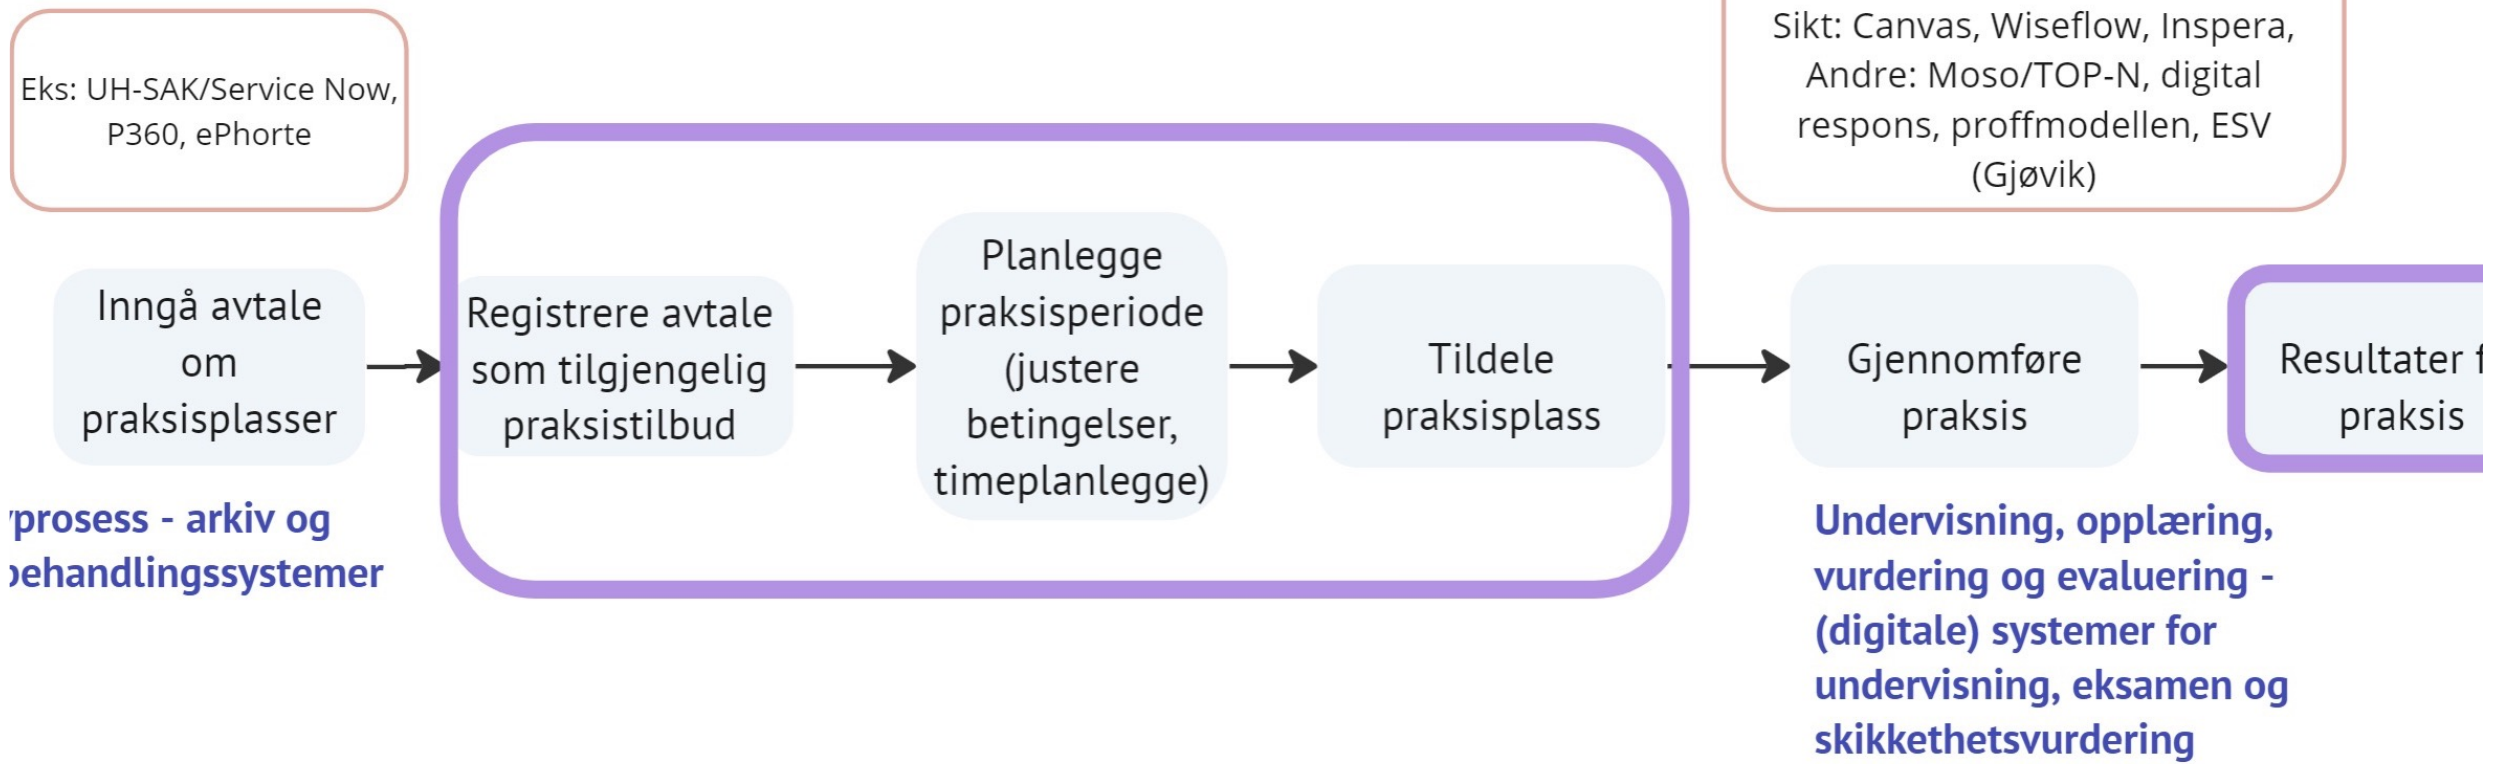 Eks: UH-SAK/Service Now,
P360, ePhorte
Sikt: Canvas, Wiseflow, Inspera,
Andre: Moso/TOP-N, digital
respons, proffmodellen, ESV
(Gjøvik)
Inngå avtale
om
praksisplasser
Registrere avtale
som tilgjengelig
praksistilbud
Planlegge
praksisperiode
(justere
betingelser,
timeplanlegge)
Tildele
praksisplass
Gjennomføre
praksis
Resultater
praksis
- arkiv og
Undervisning, opplæring,
vurdering og evaluering -
(digitale) systemer for
undervisning, eksamen og
skikkethetsvurdering